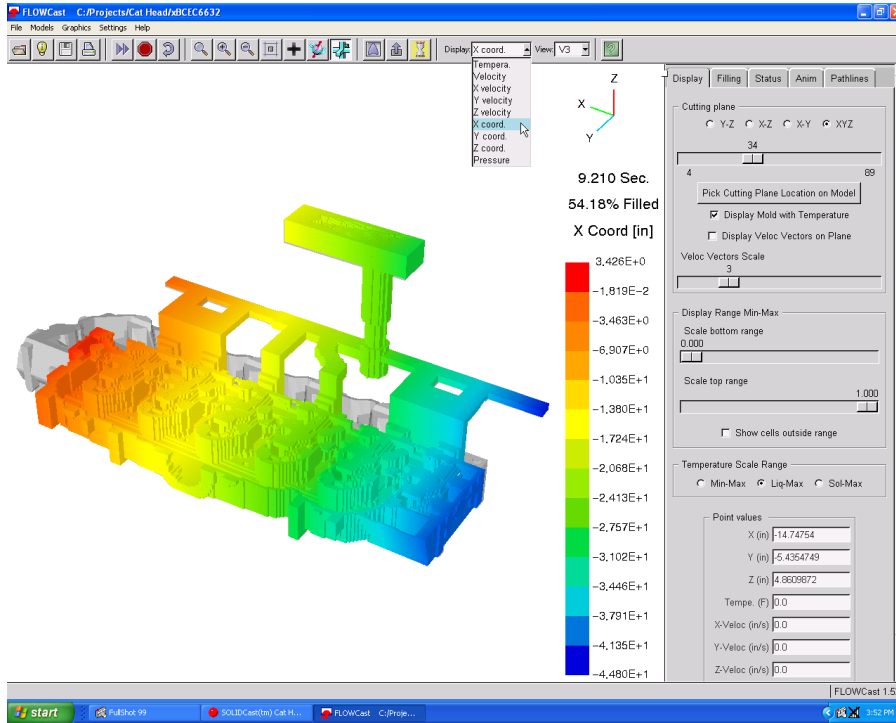 FLOWCast C:/Projects/Cat Head/xBCEC6632
File Models Graphics Settings Help
Display: X coord. View: V3
Tempera.
Velocity
X velocity
Y velocity
Z velocity
X coord.
Y coord.
Z coord.
Pressure
Z
X
Y
9.210 Sec.
54.18% Filled
X Coord [in]
3.426E+0
-1.819E-2
-3.463E+0
-6.907E+0
-1.035E+1
-1.380E+1
-1.724E+1
-2.068E+1
-2.413E+1
-2.757E+1
-3.102E+1
-3.446E+1
-3.791E+1
-4.135E+1
-4.480E+1
Display Filling Status Anim Pathlines
Cutting plane
Y-Z X-Z X-Y XYZ
34
4 89
Pick Cutting Plane Location on Model
Display Mold with Temperature
Display Veloc Vectors on Plane
Veloc Vectors Scale
3
Display Range Min-Max
Scale bottom range
0.000
Scale top range
1.000
Show cells outside range
Temperature Scale Range
Min-Max Liq-Max Sol-Max
Point values
X (in) -14.74754
Y (in) -5.4354749
Z (in) 4.8609872
Tempe. (F) 0.0
X-Veloc (in/s) 0.0
Y-Veloc (in/s) 0.0
Z-Veloc (in/s) 0.0
FLOWCast 1.5
start FullShot 99 SOLIDCast(tm) Cat H... FLOWCast C:/Proje... 3:52 PM